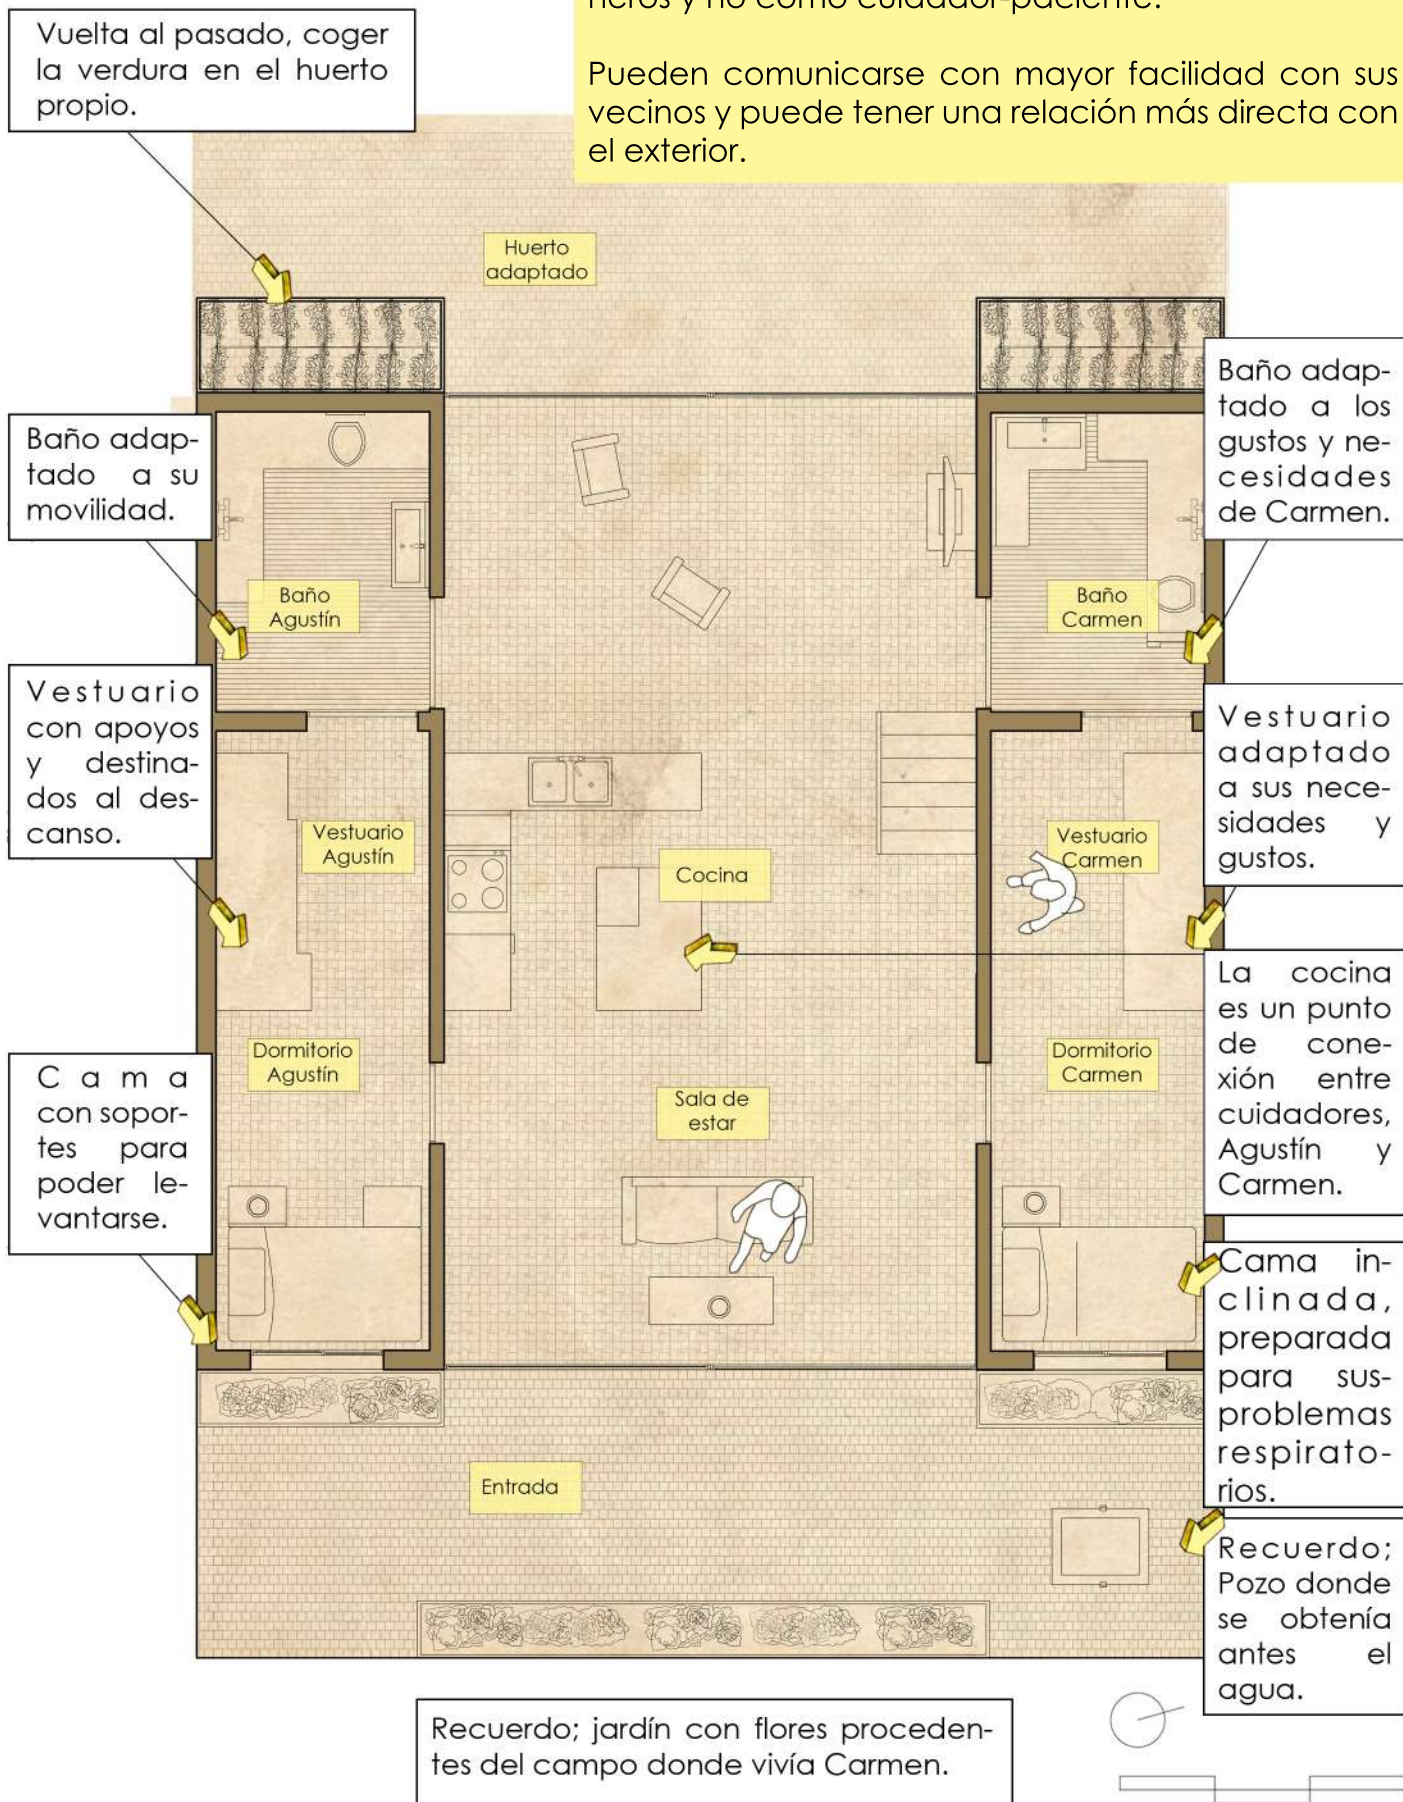 Vuelta al pasado, coger
la verdura en el huerto
propio.
neros y no como cuidador-paciente.
Pueden comunicarse con mayor facilidad con sus
vecinos y puede tener una relación más directa con
el exterior.
Huerto
adaptado
Baño adap-
tado a su
movilidad.
Baño adap-
tado a los
gustos y ne-
cesidades
de Carmen.
Baño
Agustín
Baño
Carmen
Vestuario
con apoyos
y destina-
dos al des-
canso.
Vestuario
adaptado
a sus nece-
sidades y
gustos.
Vestuario
Agustín
Cocina
Vestuario
Carmen
La cocina
es un punto
de cone-
xión entre
cuidadores,
Agustín y
Carmen.
Dormitorio
Agustín
Sala de
estar
Dormitorio
Carmen
Cama
con sopor-
tes para
poder le-
vantarse.
Cama in-
clinada,
preparada
para sus-
problemas
respirato-
rios.
Entrada
Recuerdo;
Pozo donde
se obtenía
antes el
agua.
Recuerdo; jardín con flores proceden-
tes del campo donde vivía Carmen.